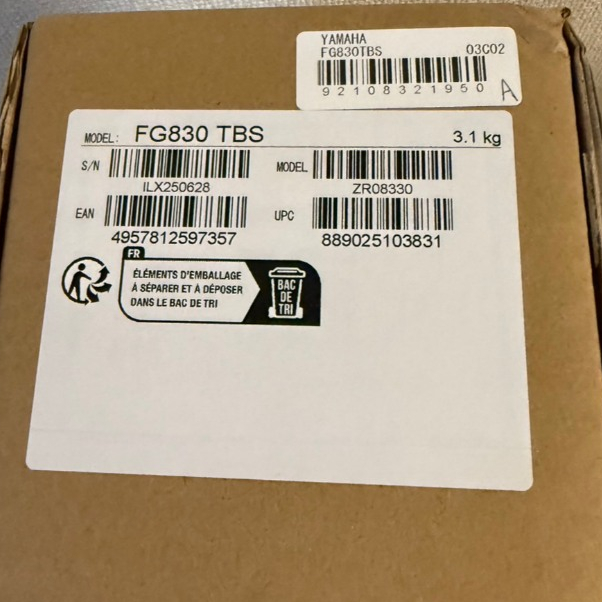 YAMAHA
FG830TBS 03C02
92108321950 A
MODEL: FG830 TBS 3.1 kg
S/N MODEL
ILX250628 ZR08330
EAN UPC
4957812597357 889025103831
FR
ÉLÉMENTS D'EMBALLAGE
À SÉPARER ET À DÉPOSER
DANS LE BAC DE TRI
BAC
DE
TRI